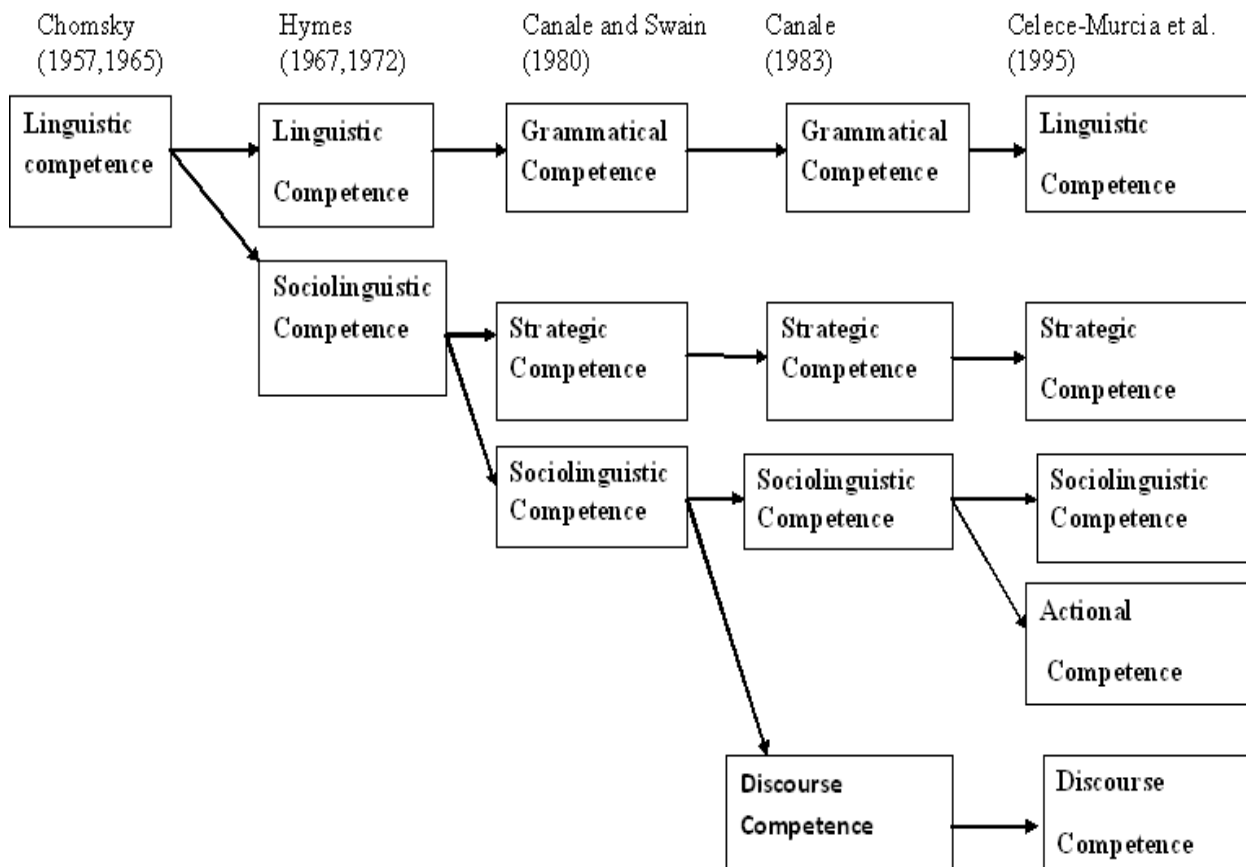 Chomsky
(1957,1965)
Hymes
(1967,1972)
Canale and Swain
(1980)
Canale
(1983)
Celece-Murcia et al.
(1995)
Linguistic
competence
Linguistic
Competence
Grammatical
Competence
Grammatical
Competence
Linguistic
Competence
Sociolinguistic
Competence
Strategic
Competence
Strategic
Competence
Strategic
Competence
Sociolinguistic
Competence
Sociolinguistic
Competence
Sociolinguistic
Competence
Actional
Competence
Discourse
Competence
Discourse
Competence